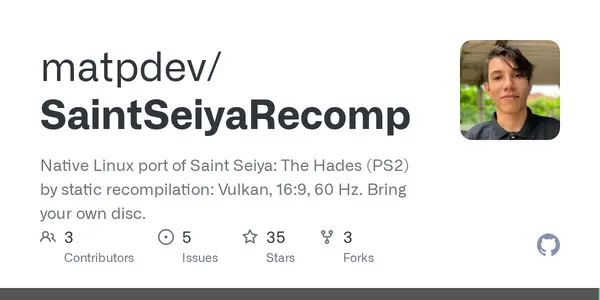 matpdev/
SaintSeiyaRecomp
Native Linux port of Saint Seiya: The Hades (PS2)
by static recompilation: Vulkan, 16:9, 60 Hz. Bring
your own disc.
3 5 35 3
Contributors Issues Stars Forks